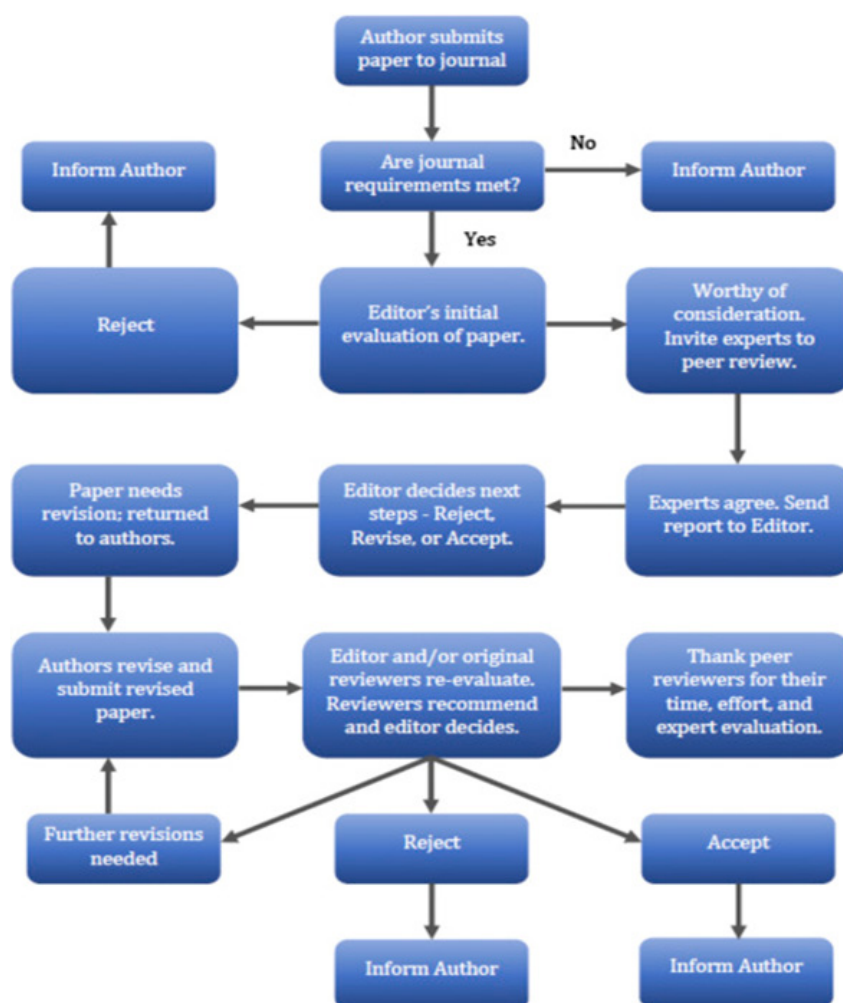 Author submits
paper to journal
No
Inform Author
Are journal
requirements met?
Inform Author
Yes
Reject
Editor's initial
evaluation of paper.
Worthy of
consideration.
Invite experts to
peer review.
Paper needs
revision; returned
to authors.
Editor decides next
steps - Reject,
Revise, or Accept.
Experts agree. Send
report to Editor.
Authors revise and
submit revised
paper.
Editor and/or original
reviewers re-evaluate.
Reviewers recommend
and editor decides.
Thank peer
reviewers for their
time, effort, and
expert evaluation.
Further revisions
needed
Reject
Accept
Inform Author
Inform Author